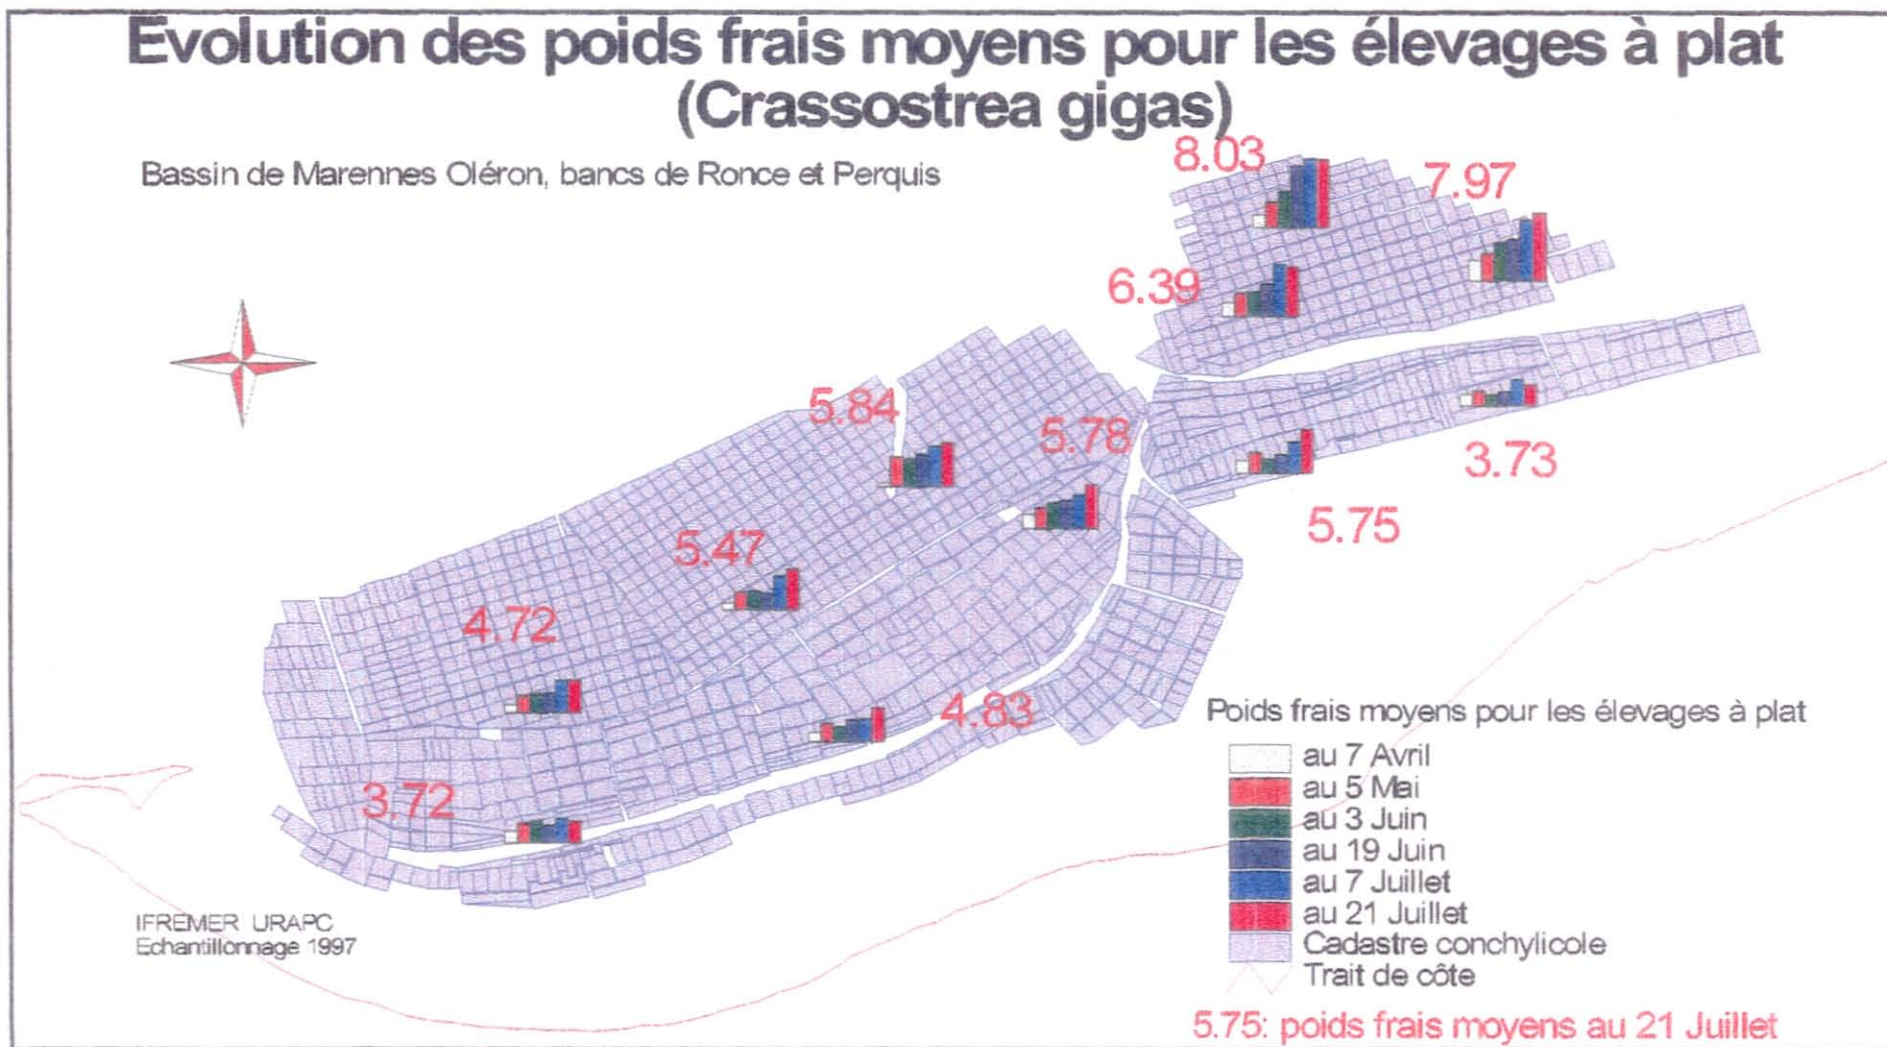 Evolution des poids frais moyens pour les élevages à plat
(Crassostrea gigas)
Bassin de Marennes Oléron, bancs de Ronce et Perquis
8.03
7.97
6.39
5.84
5.78
3.73
5.75
5.47
4.72
4.83
3.72
Poids frais moyens pour les élevages à plat
au 7 Avril
au 5 Mai
au 3 Juin
au 19 Juin
au 7 Juillet
au 21 Juillet
Cadastre conchylicole
Trait de côte
5.75: poids frais moyens au 21 Juillet
IFREMER URAPC
Echantillonnage 1997